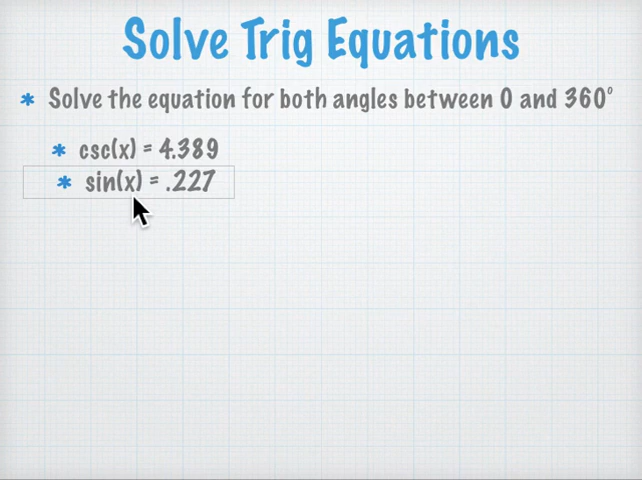 Solve Trig Equations
* Solve the equation for both angles between 0 and 360°
* csc(x) = 4.389
* sin(x) = .227